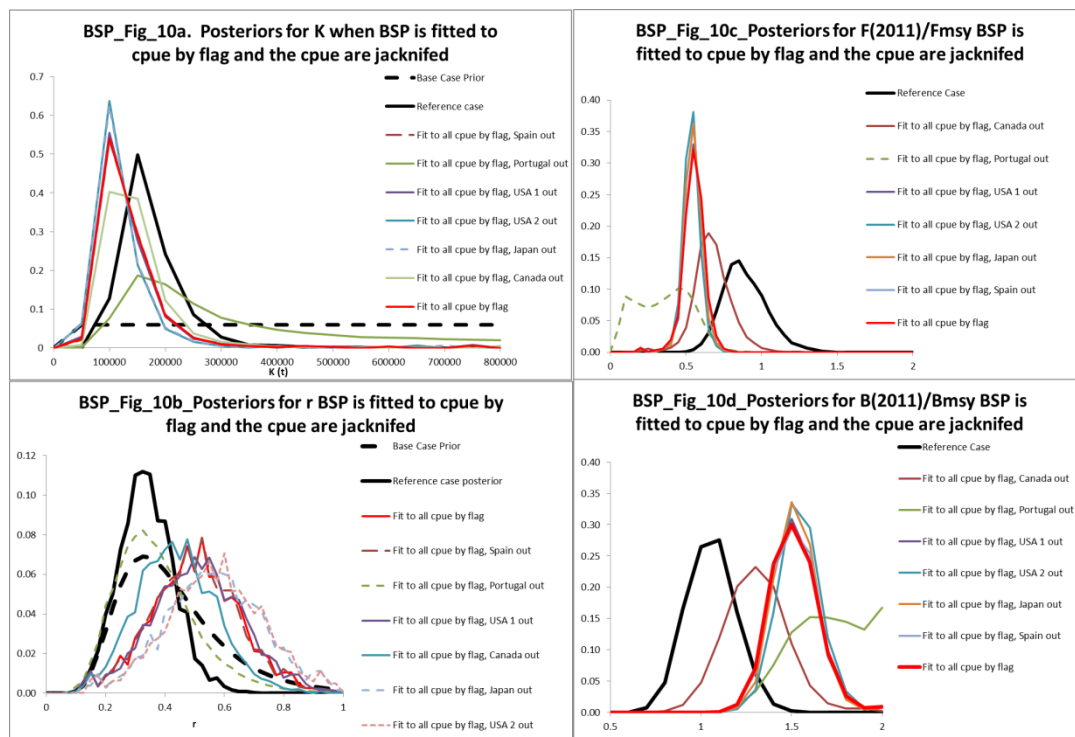 BSP_Fig_10a. Posteriors for K when BSP is fitted to
cpue by flag and the cpue are jacknifed
0.7
0.6
0.5
0.4
0.3
0.2
0.1
0
0
100000
200000
300000
400000
500000
600000
700000
800000
K (t)
Base Case Prior
Reference case
Fit to all cpue by flag, Spain out
Fit to all cpue by flag, Portugal out
Fit to all cpue by flag, USA 1 out
Fit to all cpue by flag, USA 2 out
Fit to all cpue by flag, Japan out
Fit to all cpue by flag, Canada out
Fit to all cpue by flag
BSP_Fig_10c_Posteriors for F(2011)/Fmsy BSP is
fitted to cpue by flag and the cpue are jacknifed
0.40
0.35
0.30
0.25
0.20
0.15
0.10
0.05
0.00
0
0.5
1
1.5
2
Reference Case
Fit to all cpue by flag, Canada out
Fit to all cpue by flag, Portugal out
Fit to all cpue by flag, USA 1 out
Fit to all cpue by flag, USA 2 out
Fit to all cpue by flag, Japan out
Fit to all cpue by flag, Spain out
Fit to all cpue by flag
BSP_Fig_10b_Posteriors for r BSP is fitted to cpue by
flag and the cpue are jacknifed
0.12
0.10
0.08
0.06
0.04
0.02
0.00
0
0.2
0.4
0.6
0.8
1
r
Base Case Prior
Reference case posterior
Fit to all cpue by flag
Fit to all cpue by flag, Spain out
Fit to all cpue by flag, Portugal out
Fit to all cpue by flag, USA 1 out
Fit to all cpue by flag, Canada out
Fit to all cpue by flag, Japan out
Fit to all cpue by flag, USA 2 out
BSP_Fig_10d_Posteriors for B(2011)/Bmsy BSP is
fitted to cpue by flag and the cpue are jacknifed
0.40
0.35
0.30
0.25
0.20
0.15
0.10
0.05
0.00
0.5
1
1.5
2
Reference Case
Fit to all cpue by flag, Canada out
Fit to all cpue by flag, Portugal out
Fit to all cpue by flag, USA 1 out
Fit to all cpue by flag, USA 2 out
Fit to all cpue by flag, Japan out
Fit to all cpue by flag, Spain out
Fit to all cpue by flag